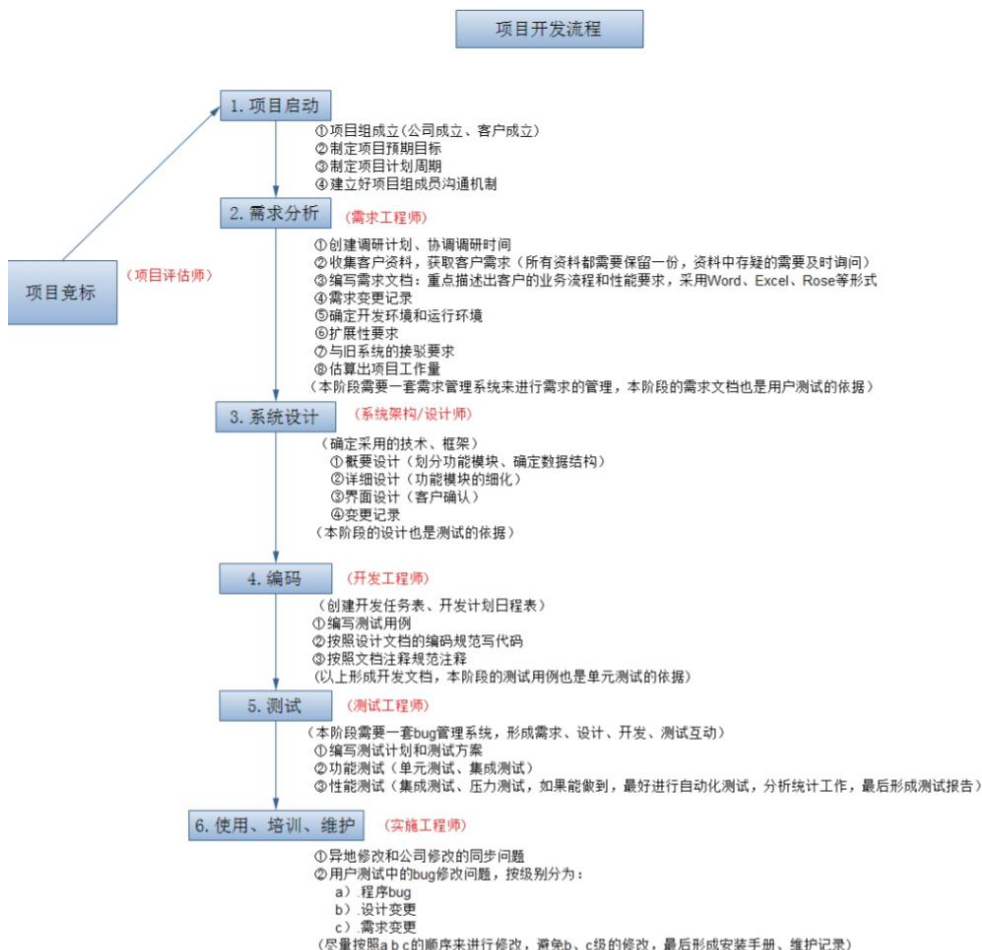 项目开发流程
1.项目启动
①项目组成立(公司成立、客户成立)
②制定项目预期目标
③制定项目计划周期
④建立好项目组成员沟通机制
2.需求分析 (需求工程师)
①创建调研计划、协调调研时间
②收集客户资料，获取客户需求（所有资料都需要保留一份，资料中存疑的需要及时询问）
③编写需求文档：重点描述出客户的业务流程和性能要求，采用Word、Excel、Rose等形式
④需求变更记录
⑤确定开发环境和运行环境
⑥扩展性要求
⑦与旧系统的接驳要求
⑧估算出项目工作量
(本阶段需要一套需求管理系统来进行需求的管理，本阶段的需求文档也是用户测试的依据）
项目竞标 (项目评估师)
3.系统设计 (系统架构/设计师)
(确定采用的技术、框架）
①概要设计（划分功能模块、确定数据结构）
②详细设计（功能模块的细化）
③界面设计（客户确认）
④变更记录
(本阶段的设计也是测试的依据）
4.编码 (开发工程师)
(创建开发任务表、开发计划日程表）
①编写测试用例
②按照设计文档的编码规范写代码
③按照文档注释规范注释
(以上形成开发文档，本阶段的测试用例也是单元测试的依据）
5.测试 (测试工程师)
(本阶段需要一套bug管理系统，形成需求、设计、开发、测试互动）
①编写测试计划和测试方案
②功能测试（单元测试、集成测试）
③性能测试（集成测试、压力测试，如果能做到，最好进行自动化测试，分析统计工作，最后形成测试报告）
6.使用、培训、维护 (实施工程师)
①异地修改和公司修改的同步问题
②用户测试中的bug修改问题，按级别分为：
a）.程序bug
b）.设计变更
c）.需求变更
(尽量按照a b c的顺序来进行修改，避免b、c级的修改，最后形成安装手册、维护记录）